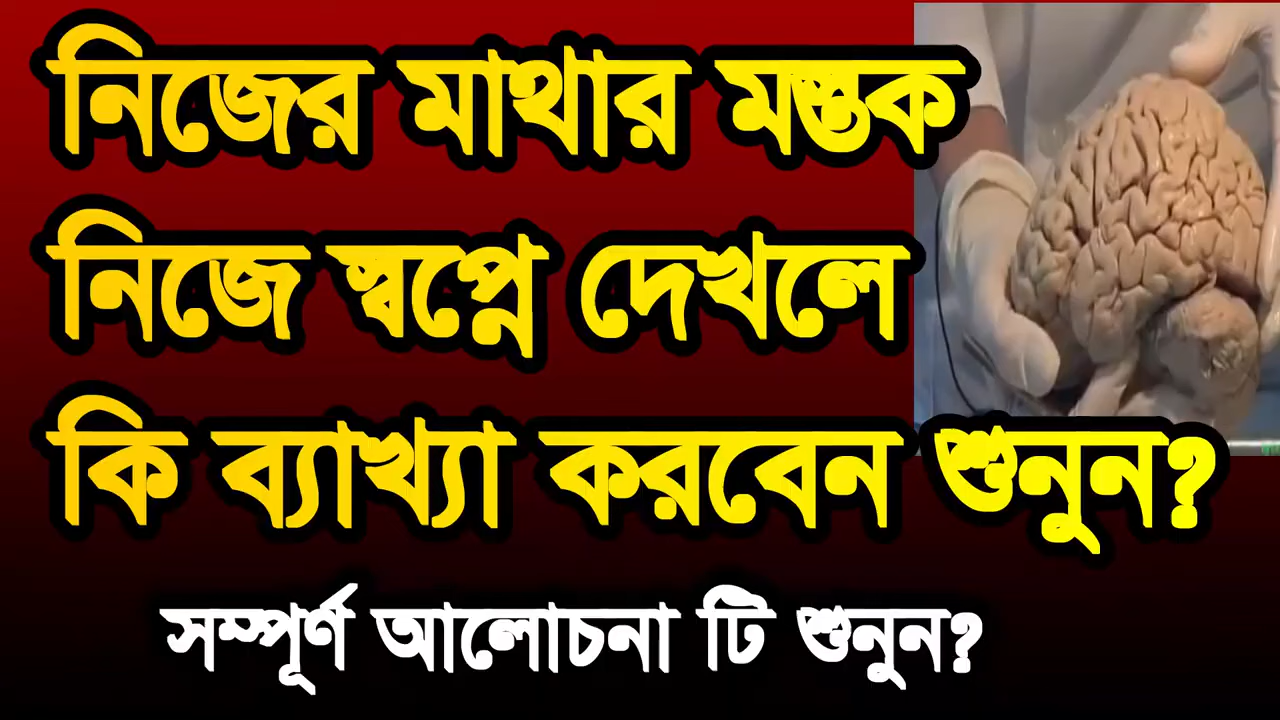 নিজের মাথার মস্তক
নিজে স্বপ্নে দেখলে
কি ব্যাখ্যা করবেন শুনুন?
সম্পূর্ণ আলোচনা টি শুনুন?